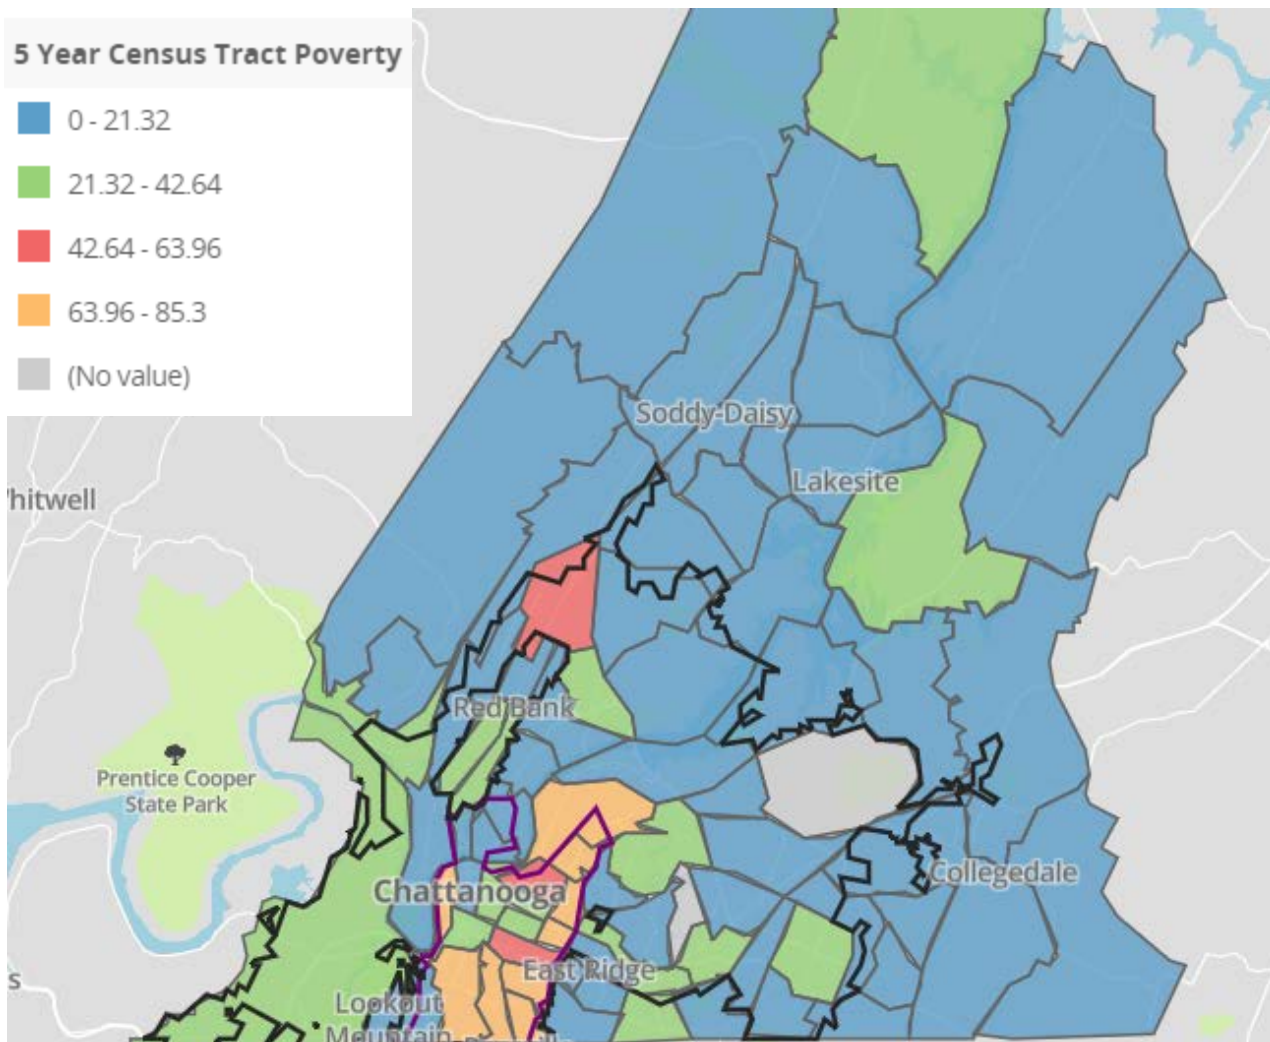 5 Year Census Tract Poverty
0 - 21.32
21.32 - 42.64
42.64 - 63.96
63.96 - 85.3
(No value)
Soddy-Daisy
Lakesite
hitwell
Red Bank
Prentice Cooper
State Park
Collegedale
Chattanooga
East Ridge
s
Lookout
Mountain